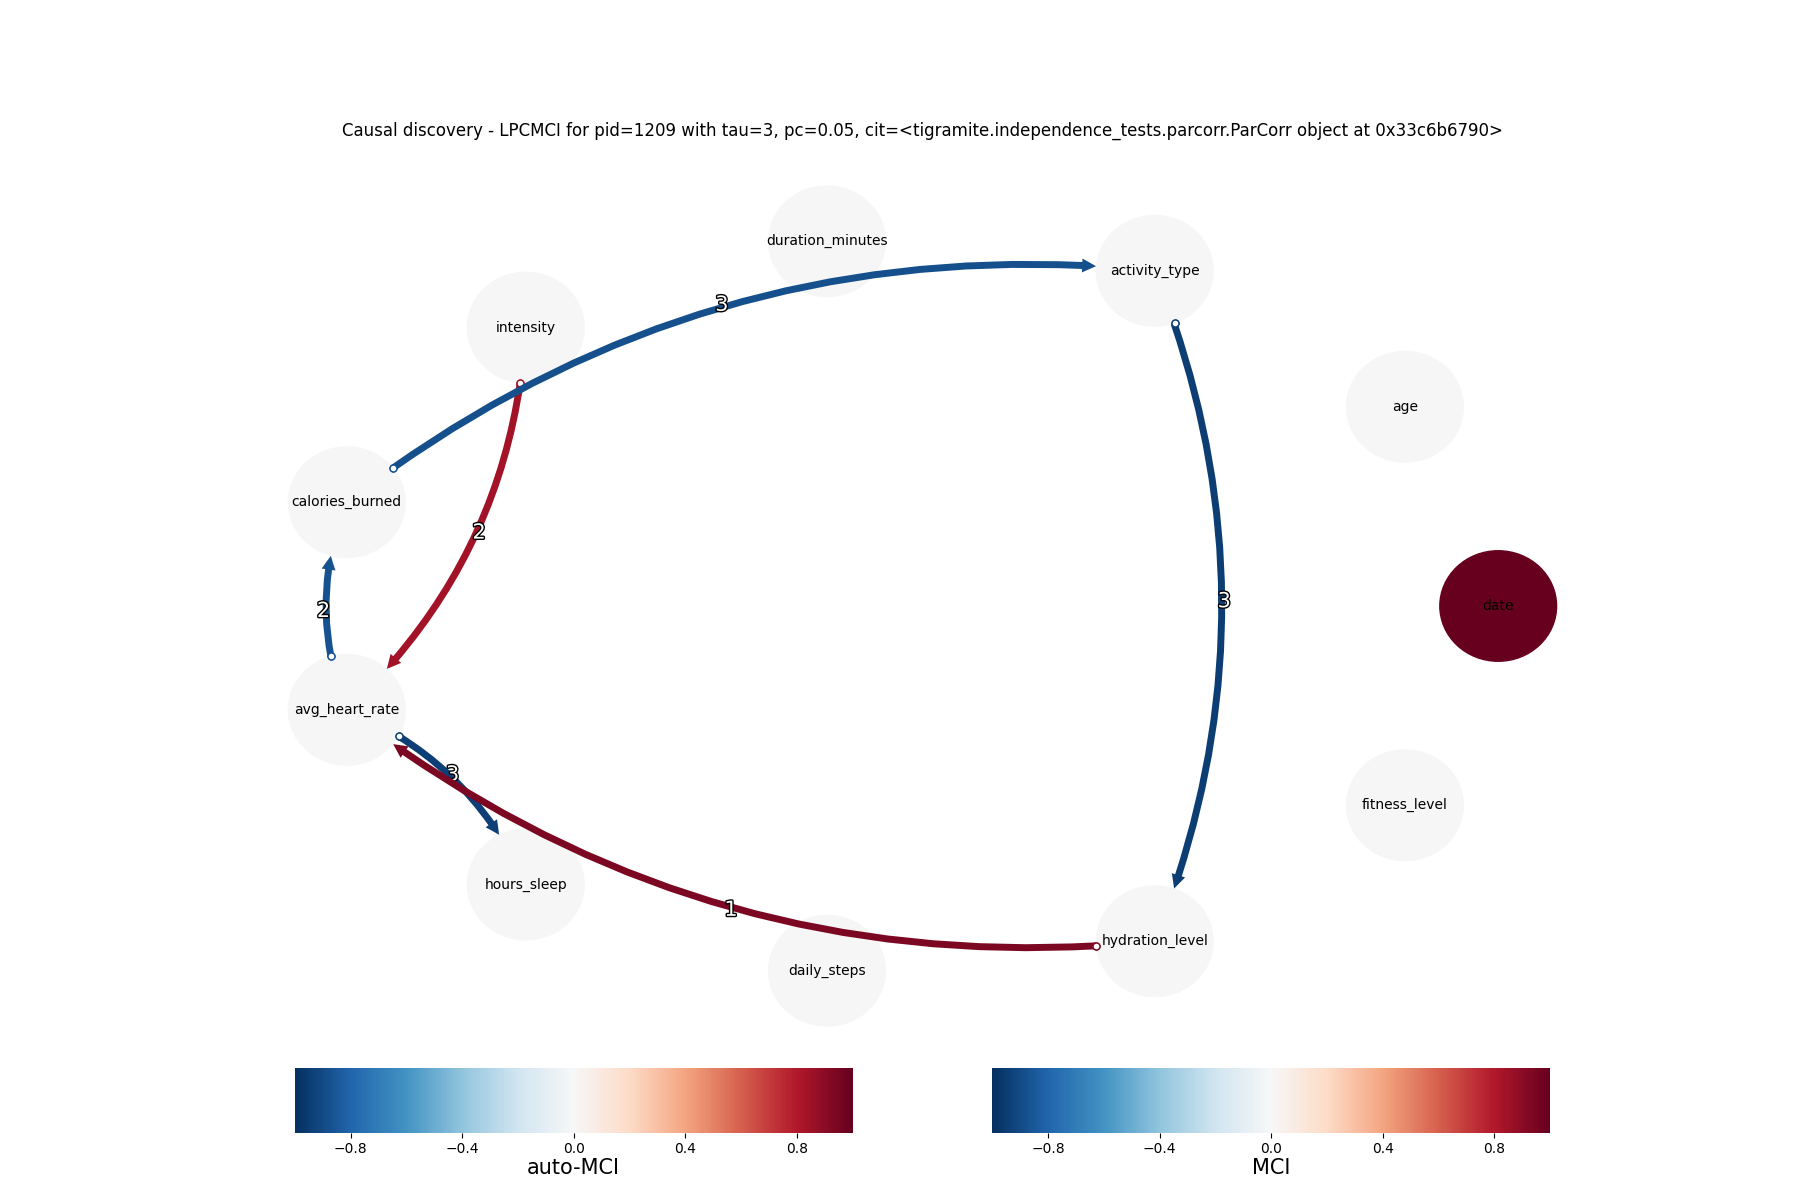 Causal discovery - LPCMCI for pid=1209 with tau=3, pc=0.05, cit=<tigramite.independence_tests.parcorr.ParCorr object at 0x33c6b6790>
duration_minutes
activity_type
3
intensity
age
calories_burned
2
3
date
2
avg_heart_rate
3
fitness_level
hours_sleep
1
hydration_level
daily_steps
−0.8 −0.4 0.0 0.4 0.8
auto-MCI
−0.8 −0.4 0.0 0.4 0.8
MCI